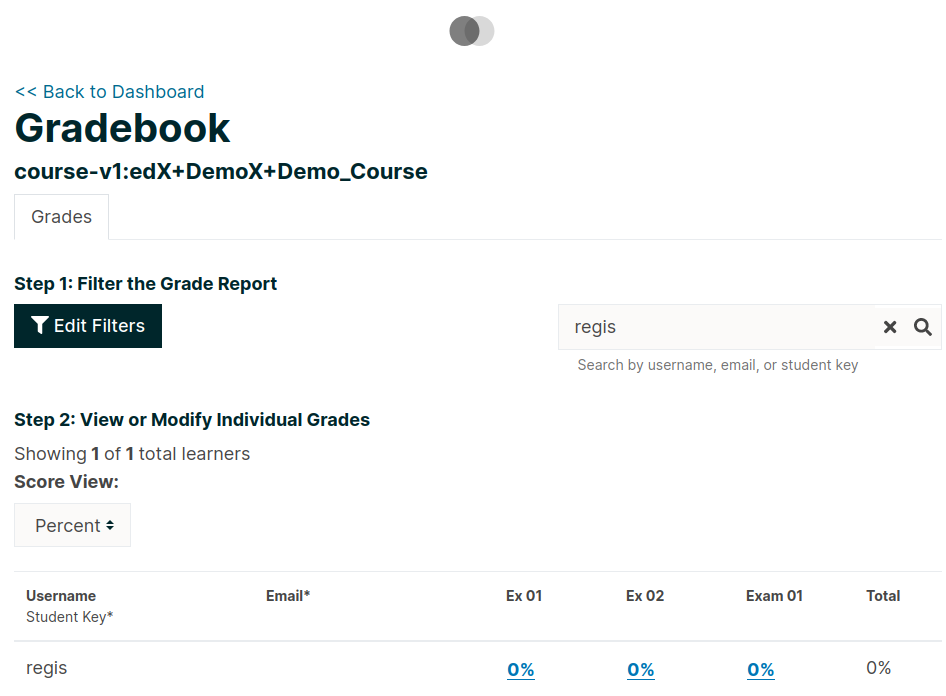 << Back to Dashboard
Gradebook
course-v1:edX+DemoX+Demo_Course
Grades
Step 1: Filter the Grade Report
Edit Filters
regis
Search by username, email, or student key
Step 2: View or Modify Individual Grades
Showing 1 of 1 total learners
Score View:
Percent
Username Email* Ex 01 Ex 02 Exam 01 Total
Student Key*
regis 0% 0% 0% 0%